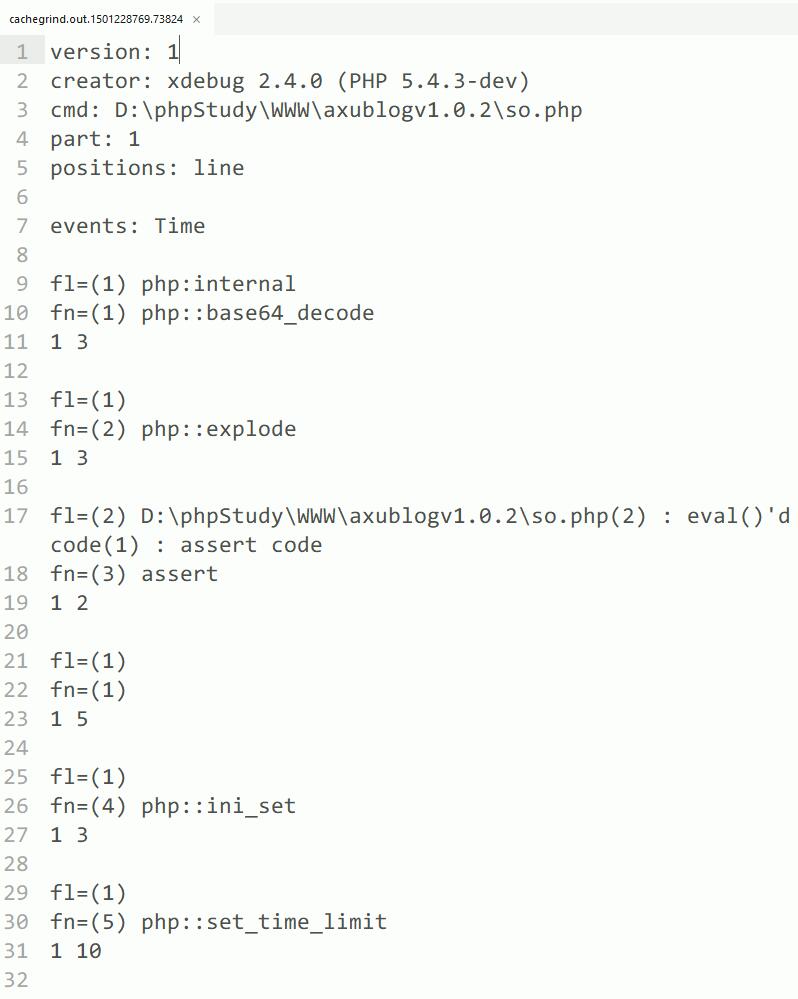 cachegrind.out.1501228769.73824 ×
1 version: 1
2 creator: xdebug 2.4.0 (PHP 5.4.3-dev)
3 cmd: D:\phpStudy\WWW\axublogv1.0.2\so.php
4 part: 1
5 positions: line
6
7 events: Time
8
9 fl=(1) php:internal
10 fn=(1) php::base64_decode
11 1 3
12
13 fl=(1)
14 fn=(2) php::explode
15 1 3
16
17 fl=(2) D:\phpStudy\WWW\axublogv1.0.2\so.php(2) : eval()'d
code(1) : assert code
18 fn=(3) assert
19 1 2
20
21 fl=(1)
22 fn=(1)
23 1 5
24
25 fl=(1)
26 fn=(4) php::ini_set
27 1 3
28
29 fl=(1)
30 fn=(5) php::set_time_limit
31 1 10
32